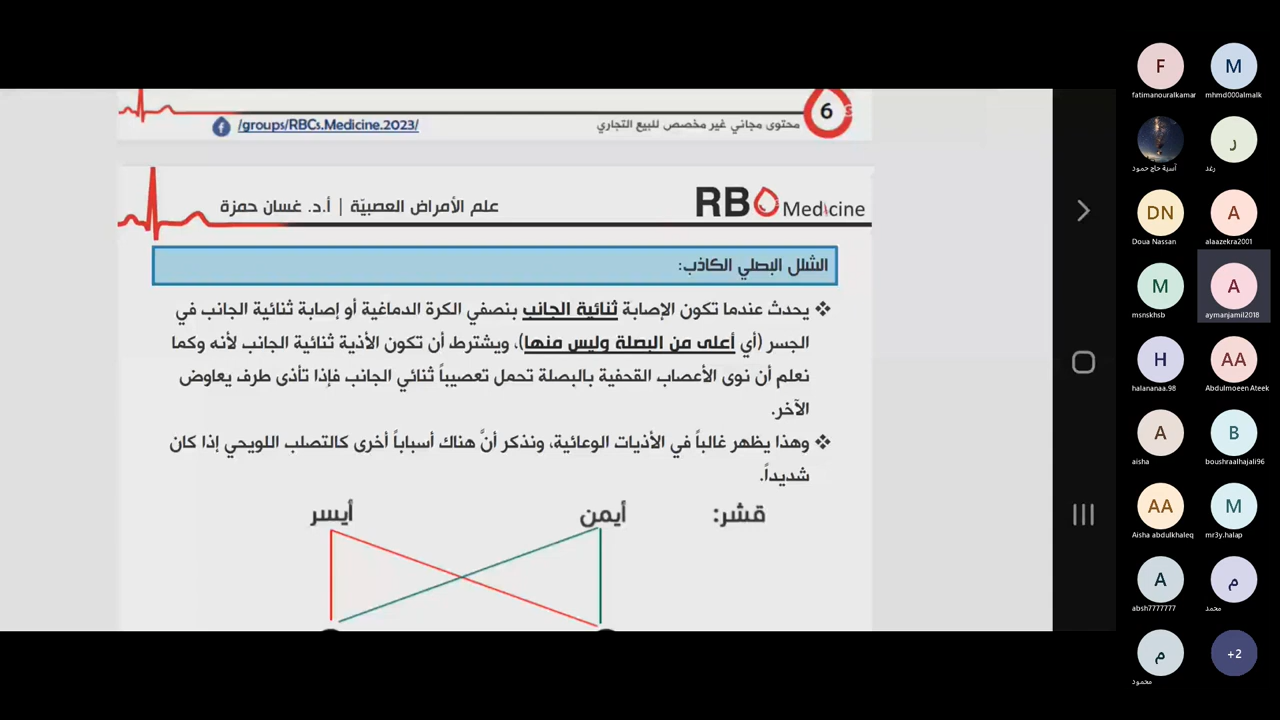 6
محتوى مجاني غير مخصص للبيع التجاري
/groups/RBCs.Medicine.2023/
RB Medicine
علم الأمراض العصبيّة | أ.د. غسان حمزة
الشلل البصلي الكاذب:
❖ يحدث عندما تكون الإصابة ثنائية الجانب بنصفي الكرة الدماغية أو إصابة ثنائية الجانب في
الجسر (أي أعلى من البصلة وليس منها)، ويشترط أن تكون الأذية ثنائية الجانب لأنه وكما
نعلم أن نوى الأعصاب القحفية بالبصلة تحمل تعصيباً ثنائي الجانب فإذا تأذى طرف يعاوض
الآخر.
❖ وهذا يظهر غالباً في الأذيات الوعائية، ونذكر أنَّ هناك أسباباً أخرى كالتصلب اللويحي إذا كان
شديداً.
قشر: أيمن أيسر
F M
fatimanouralkamar mhmd000almalk
ر
آسية حاج حمود رغد
DN A
Doua Nassan alaazekra2001
M A
msnskhsb aymanjamil2018
H AA
halananaa.98 Abdulmoeen Ateek
A B
aisha boushraalhajali96
AA M
Aisha abdulkhaleq mr3y.halap
A م
absh7777777 محمد
م +2
محمود